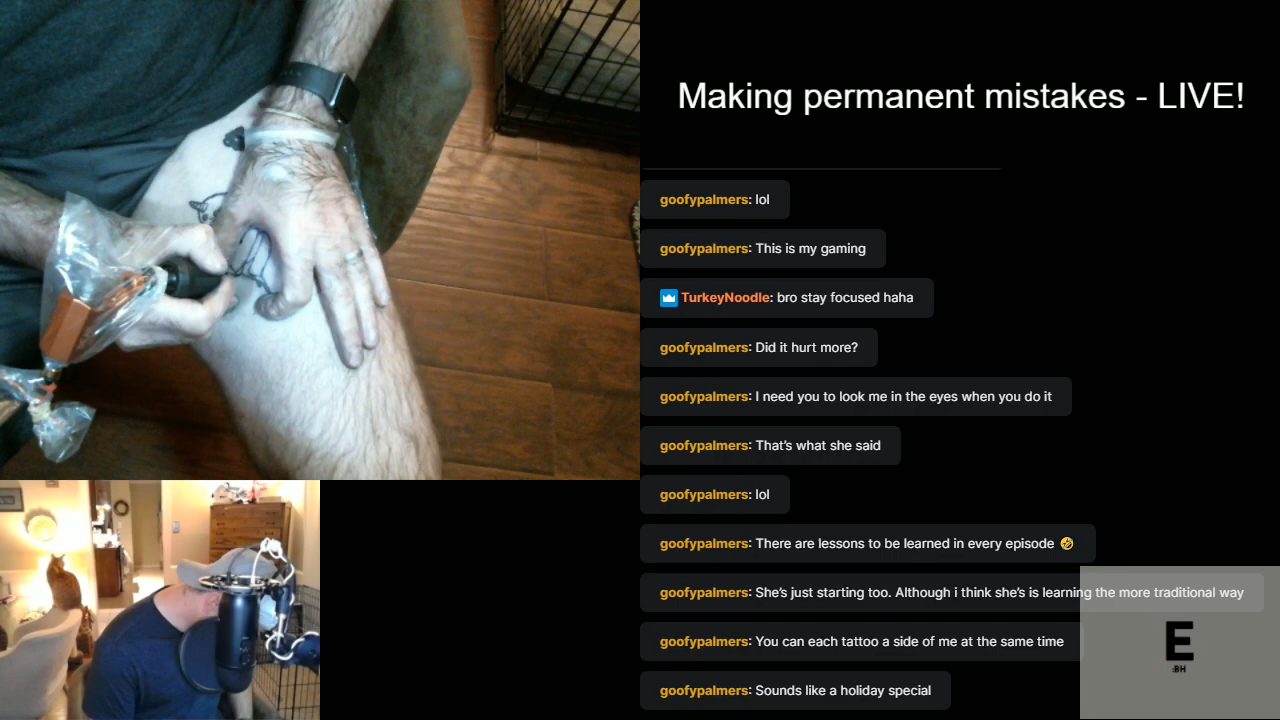 Making permanent mistakes - LIVE!
goofypalmers: lol
goofypalmers: This is my gaming
TurkeyNoodle: bro stay focused haha
goofypalmers: Did it hurt more?
goofypalmers: I need you to look me in the eyes when you do it
goofypalmers: That's what she said
goofypalmers: lol
goofypalmers: There are lessons to be learned in every episode 🤣
goofypalmers: She's just starting too. Although i think she's is learning the more traditional way
goofypalmers: You can each tattoo a side of me at the same time
goofypalmers: Sounds like a holiday special
E
:BH